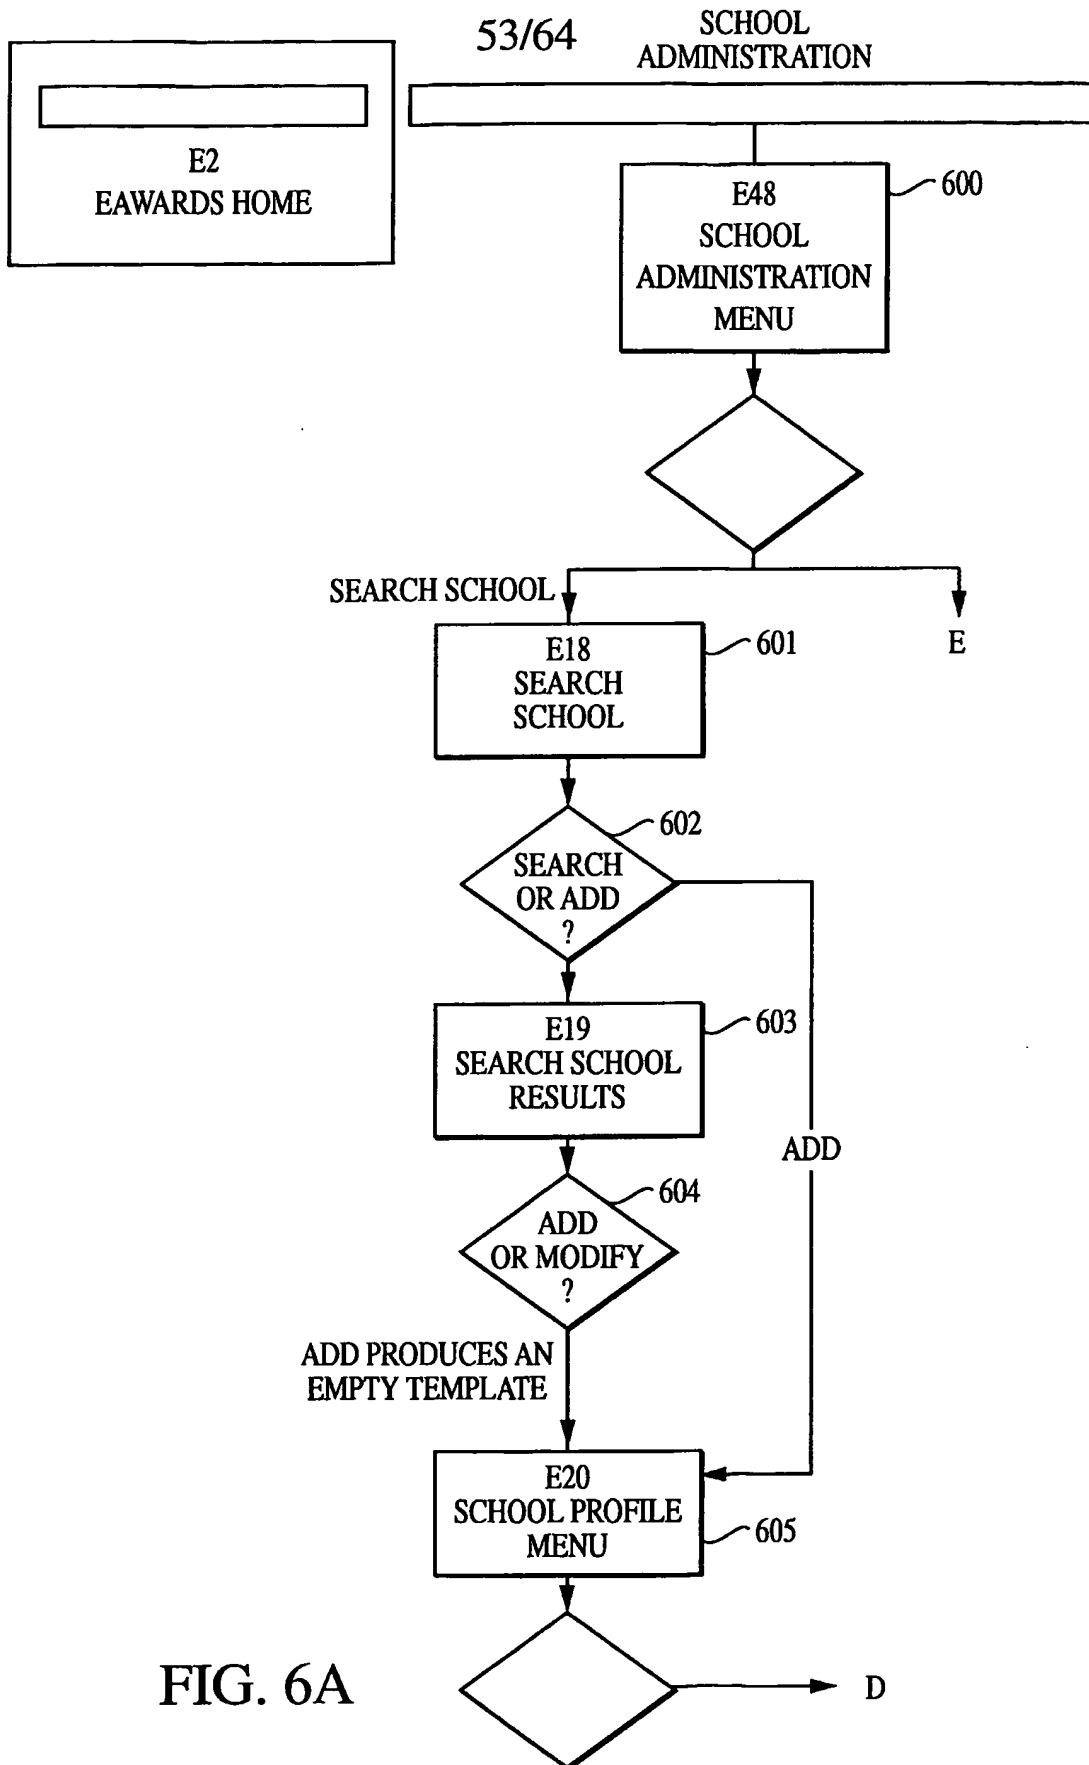 53/64
SCHOOL
ADMINISTRATION
E2
EAWARDS HOME
E48
SCHOOL
ADMINISTRATION
MENU
600
SEARCH SCHOOL
E
E18
SEARCH
SCHOOL
601
602
SEARCH
OR ADD
?
E19
SEARCH SCHOOL
RESULTS
603
ADD
604
ADD
OR MODIFY
?
ADD PRODUCES AN
EMPTY TEMPLATE
E20
SCHOOL PROFILE
MENU
605
FIG. 6A
D